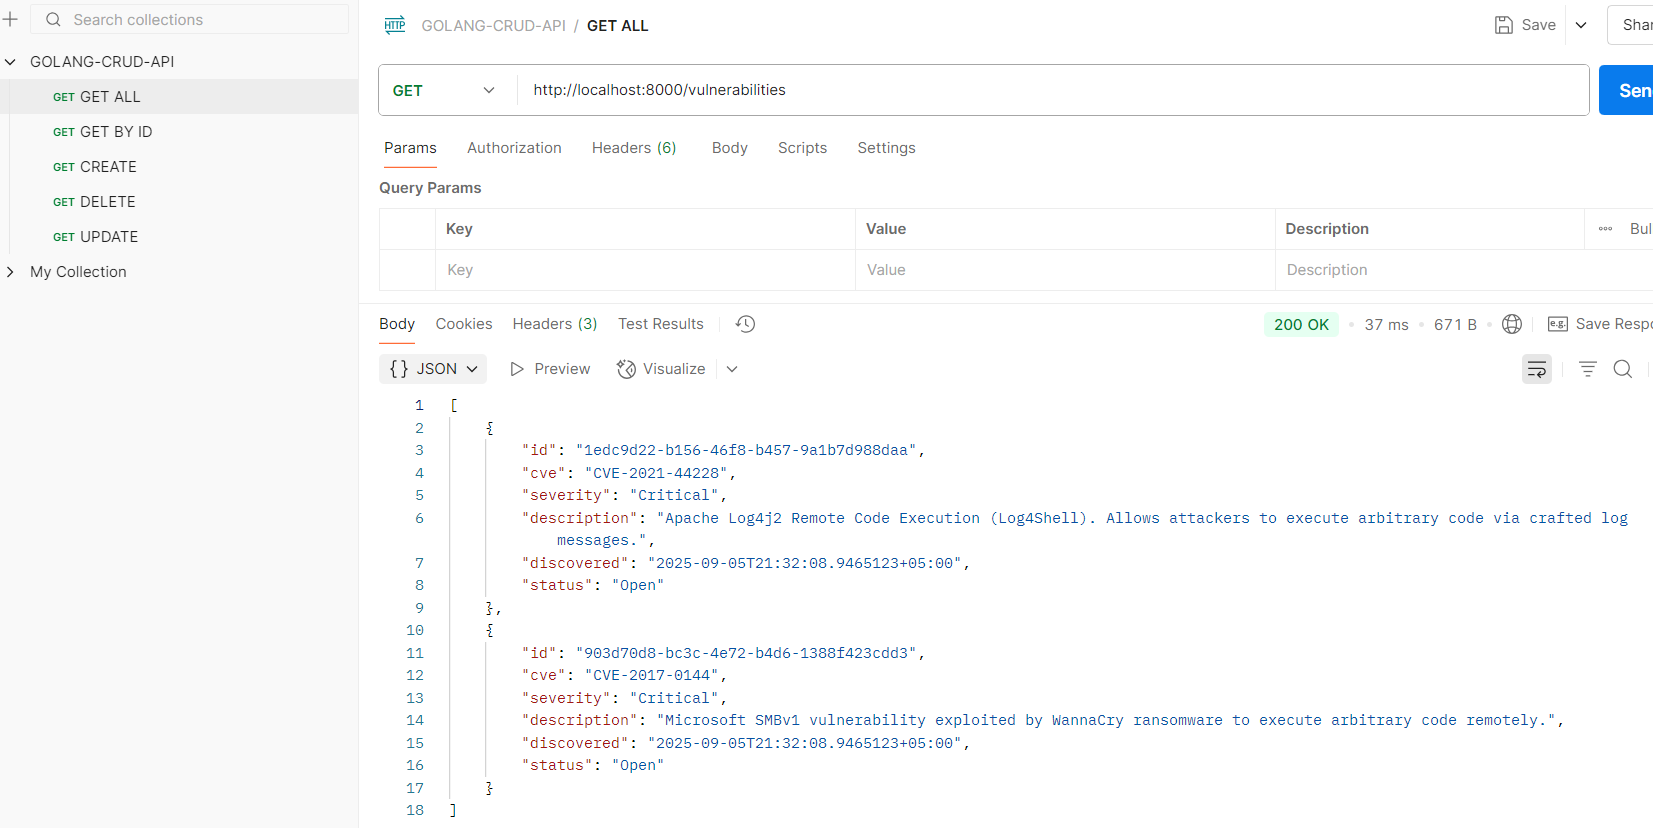 Search collections
GOLANG-CRUD-API
GET GET ALL
GET GET BY ID
GET CREATE
GET DELETE
GET UPDATE
My Collection
HTTP GOLANG-CRUD-API / GET ALL
Save
Shar
GET http://localhost:8000/vulnerabilities
Sen
Params Authorization Headers (6) Body Scripts Settings
Query Params
Key Value Description Bul
Key Value Description
Body Cookies Headers (3) Test Results
200 OK • 37 ms • 671 B • e.g. Save Respo
{} JSON Preview Visualize
1 [
2 {
3 "id": "1edc9d22-b156-46f8-b457-9a1b7d988daa",
4 "cve": "CVE-2021-44228",
5 "severity": "Critical",
6 "description": "Apache Log4j2 Remote Code Execution (Log4Shell). Allows attackers to execute arbitrary code via crafted log
messages.",
7 "discovered": "2025-09-05T21:32:08.9465123+05:00",
8 "status": "Open"
9 },
10 {
11 "id": "903d70d8-bc3c-4e72-b4d6-1388f423cdd3",
12 "cve": "CVE-2017-0144",
13 "severity": "Critical",
14 "description": "Microsoft SMBv1 vulnerability exploited by WannaCry ransomware to execute arbitrary code remotely.",
15 "discovered": "2025-09-05T21:32:08.9465123+05:00",
16 "status": "Open"
17 }
18 ]